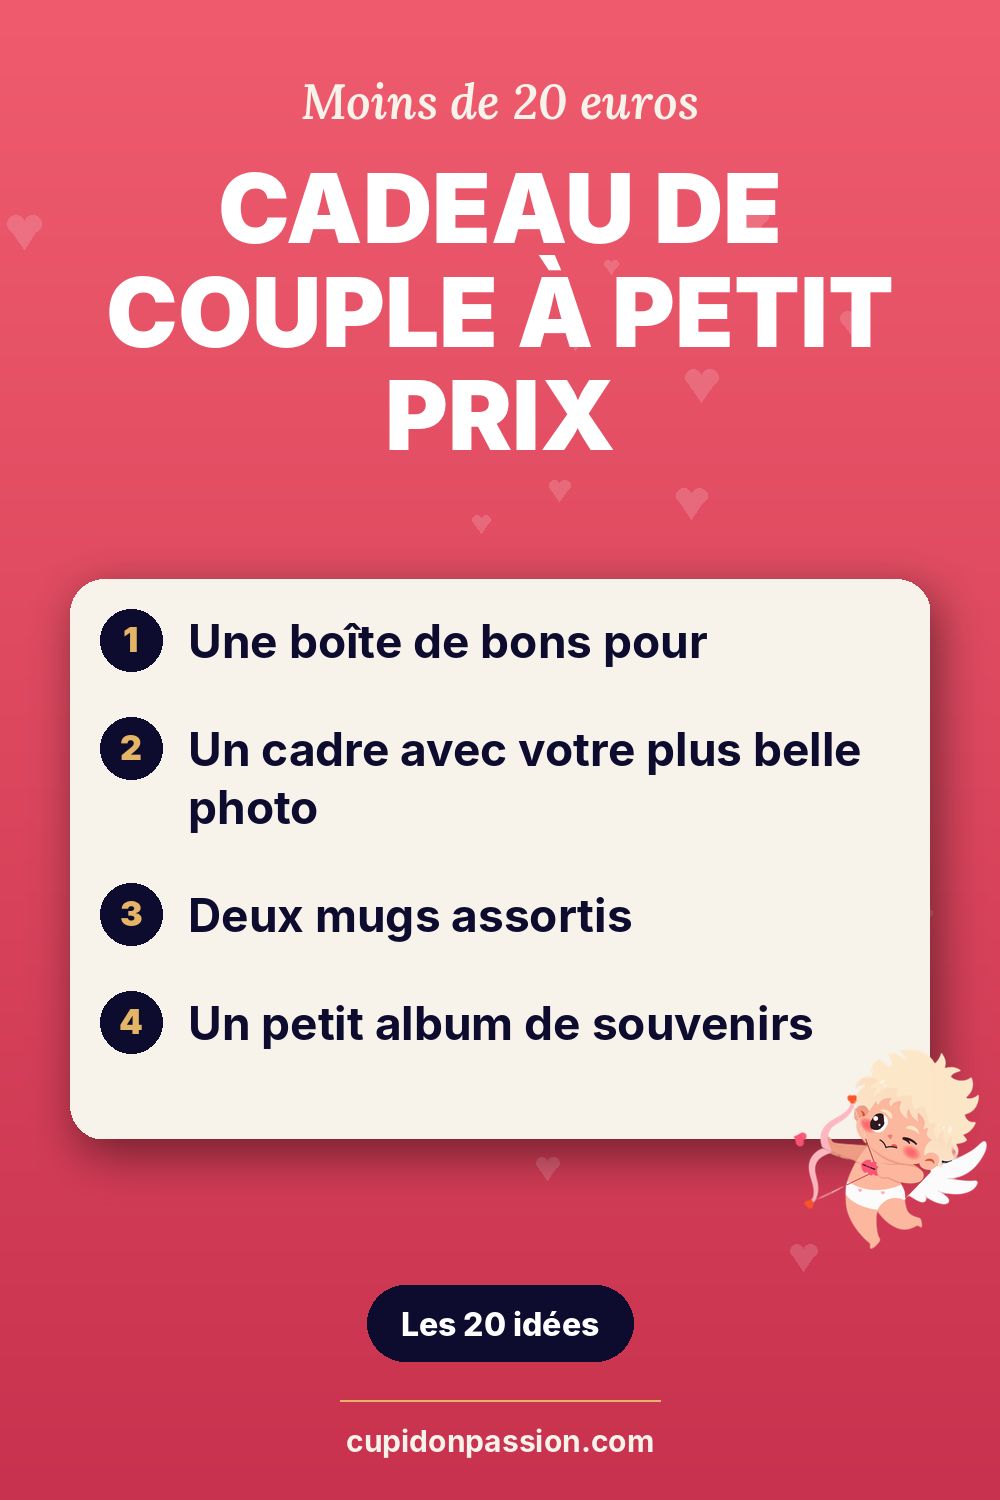 Moins de 20 euros
CADEAU DE
COUPLE À PETIT
PRIX
1 Une boîte de bons pour
2 Un cadre avec votre plus belle
photo
3 Deux mugs assortis
4 Un petit album de souvenirs
Les 20 idées
cupidonpassion.com